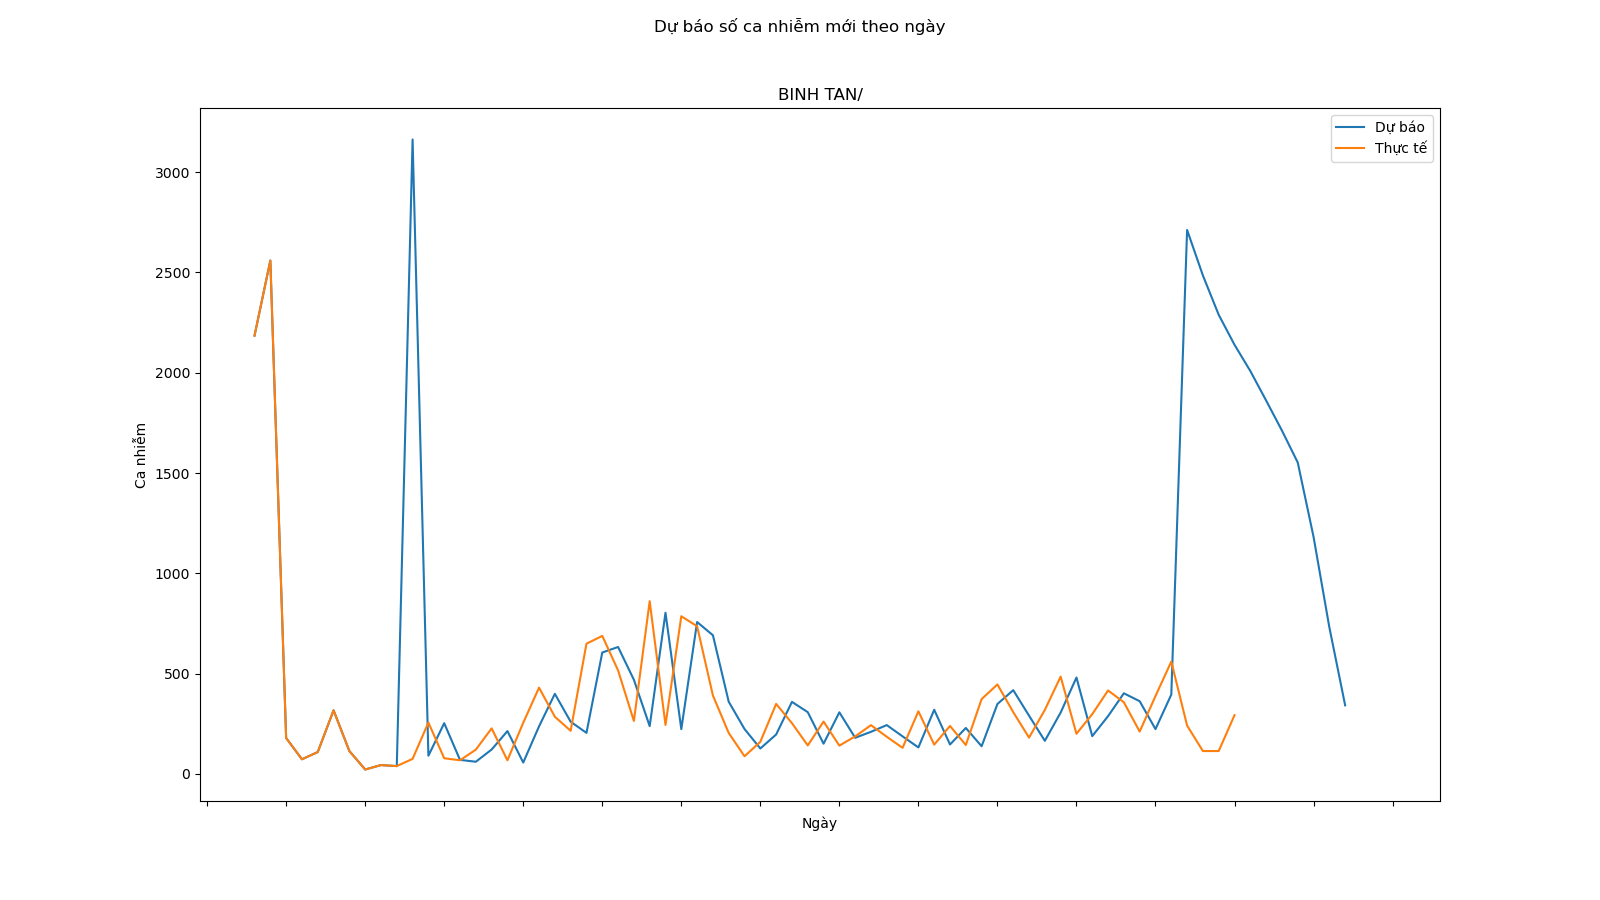 Dự báo số ca nhiễm mới theo ngày
BINH TAN/
Dự báo
Thực tế
3000
2500
2000
1500
1000
500
0
Ca nhiễm
Ngày